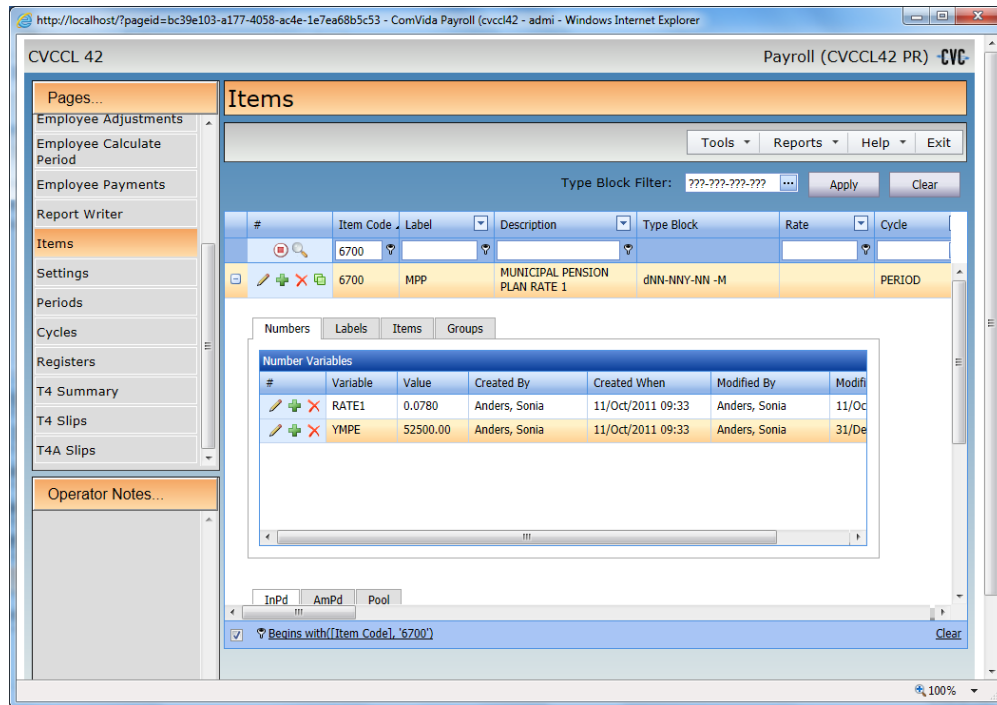 http://localhost/?pageid=bc39e103-a177-4058-ac4e-1e7ea68b5c53 - ComVida Payroll (cvccl42 - admi - Windows Internet Explorer
CVCCL 42
Payroll (CVCCL42 PR) -CVC-
Pages...
Employee Adjustments
Employee Calculate
Period
Employee Payments
Report Writer
Items
Settings
Periods
Cycles
Registers
T4 Summary
T4 Slips
T4A Slips
Operator Notes...
Items
Tools Reports Help Exit
Type Block Filter: ???-???-???-??? ... Apply Clear
# Item Code Label Description Type Block Rate Cycle
6700
6700 MPP MUNICIPAL PENSION PLAN RATE 1 dNN-NNY-NN -M PERIOD
Numbers Labels Items Groups
Number Variables
# Variable Value Created By Created When Modified By Modifi
RATE1 0.0780 Anders, Sonia 11/Oct/2011 09:33 Anders, Sonia 11/Oc
YMPE 52500.00 Anders, Sonia 11/Oct/2011 09:33 Anders, Sonia 31/De
InPd AmPd Pool
Begins with([Item Code], '6700') Clear
100%